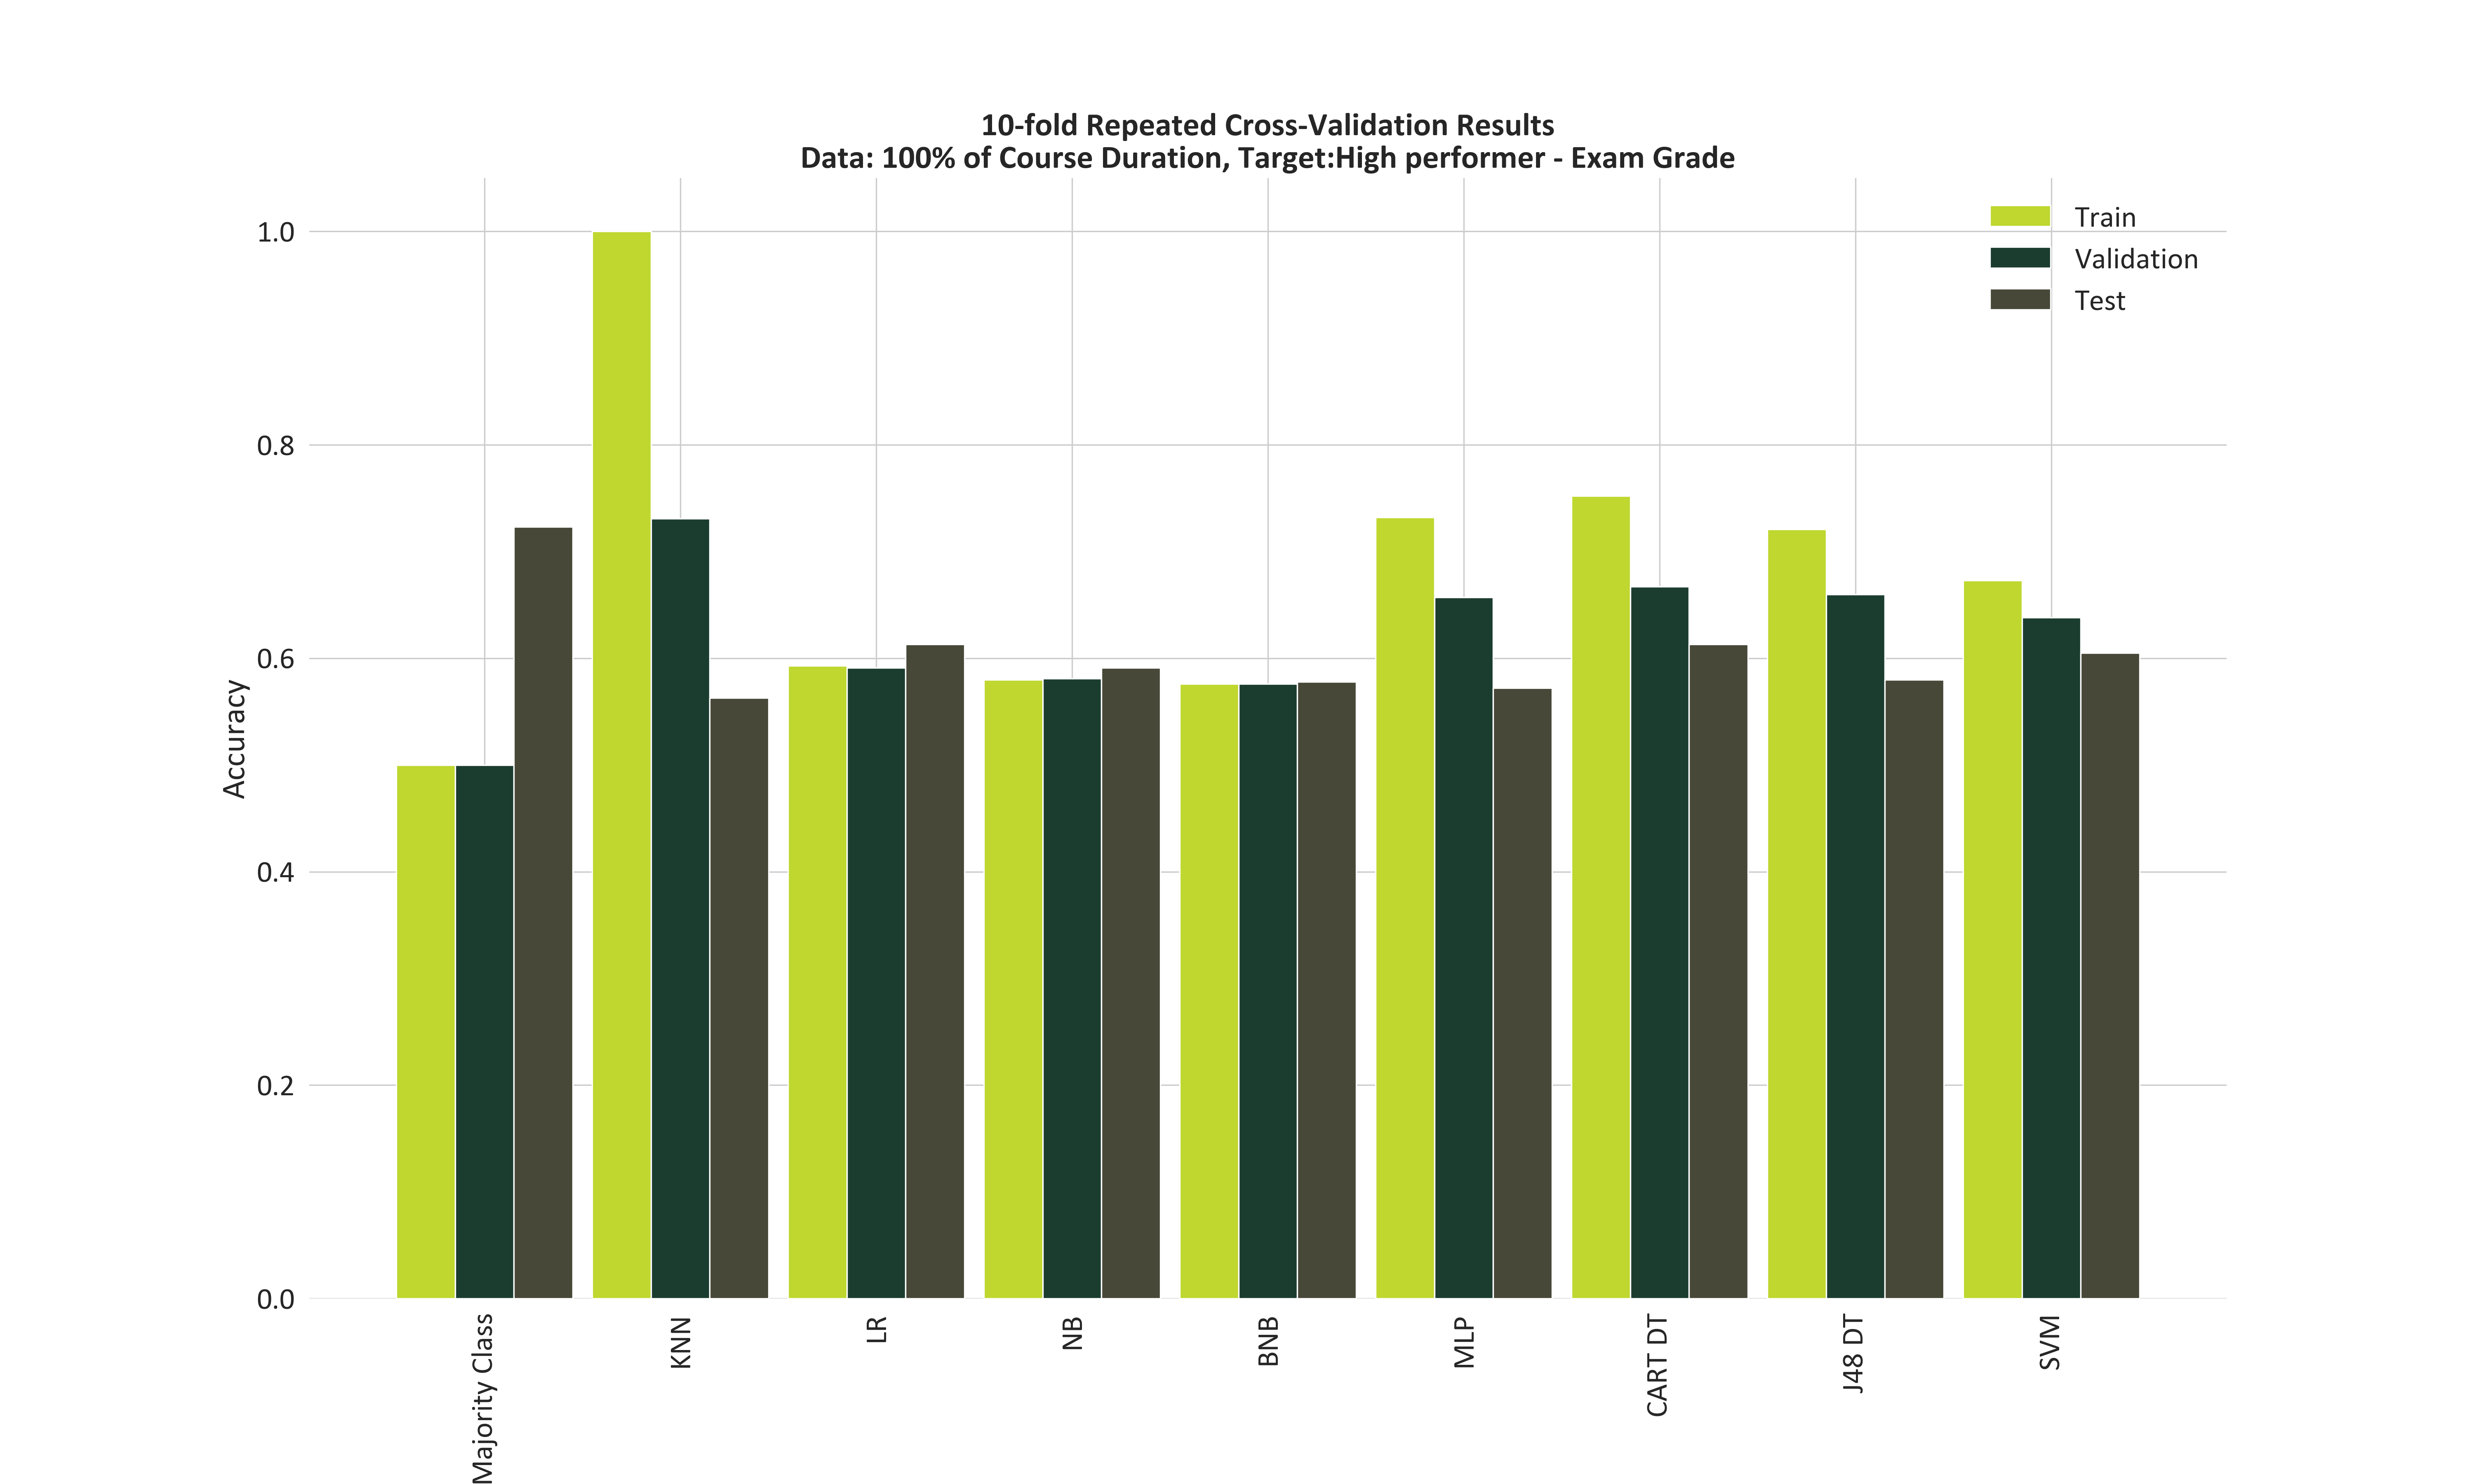 10-fold Repeated Cross-Validation Results
Data: 100% of Course Duration, Target:High performer - Exam Grade
Train
Validation
Test
Accuracy
1.0
0.8
0.6
0.4
0.2
0.0
Majority Class
KNN
LR
NB
BNB
MLP
CART DT
J48 DT
SVM